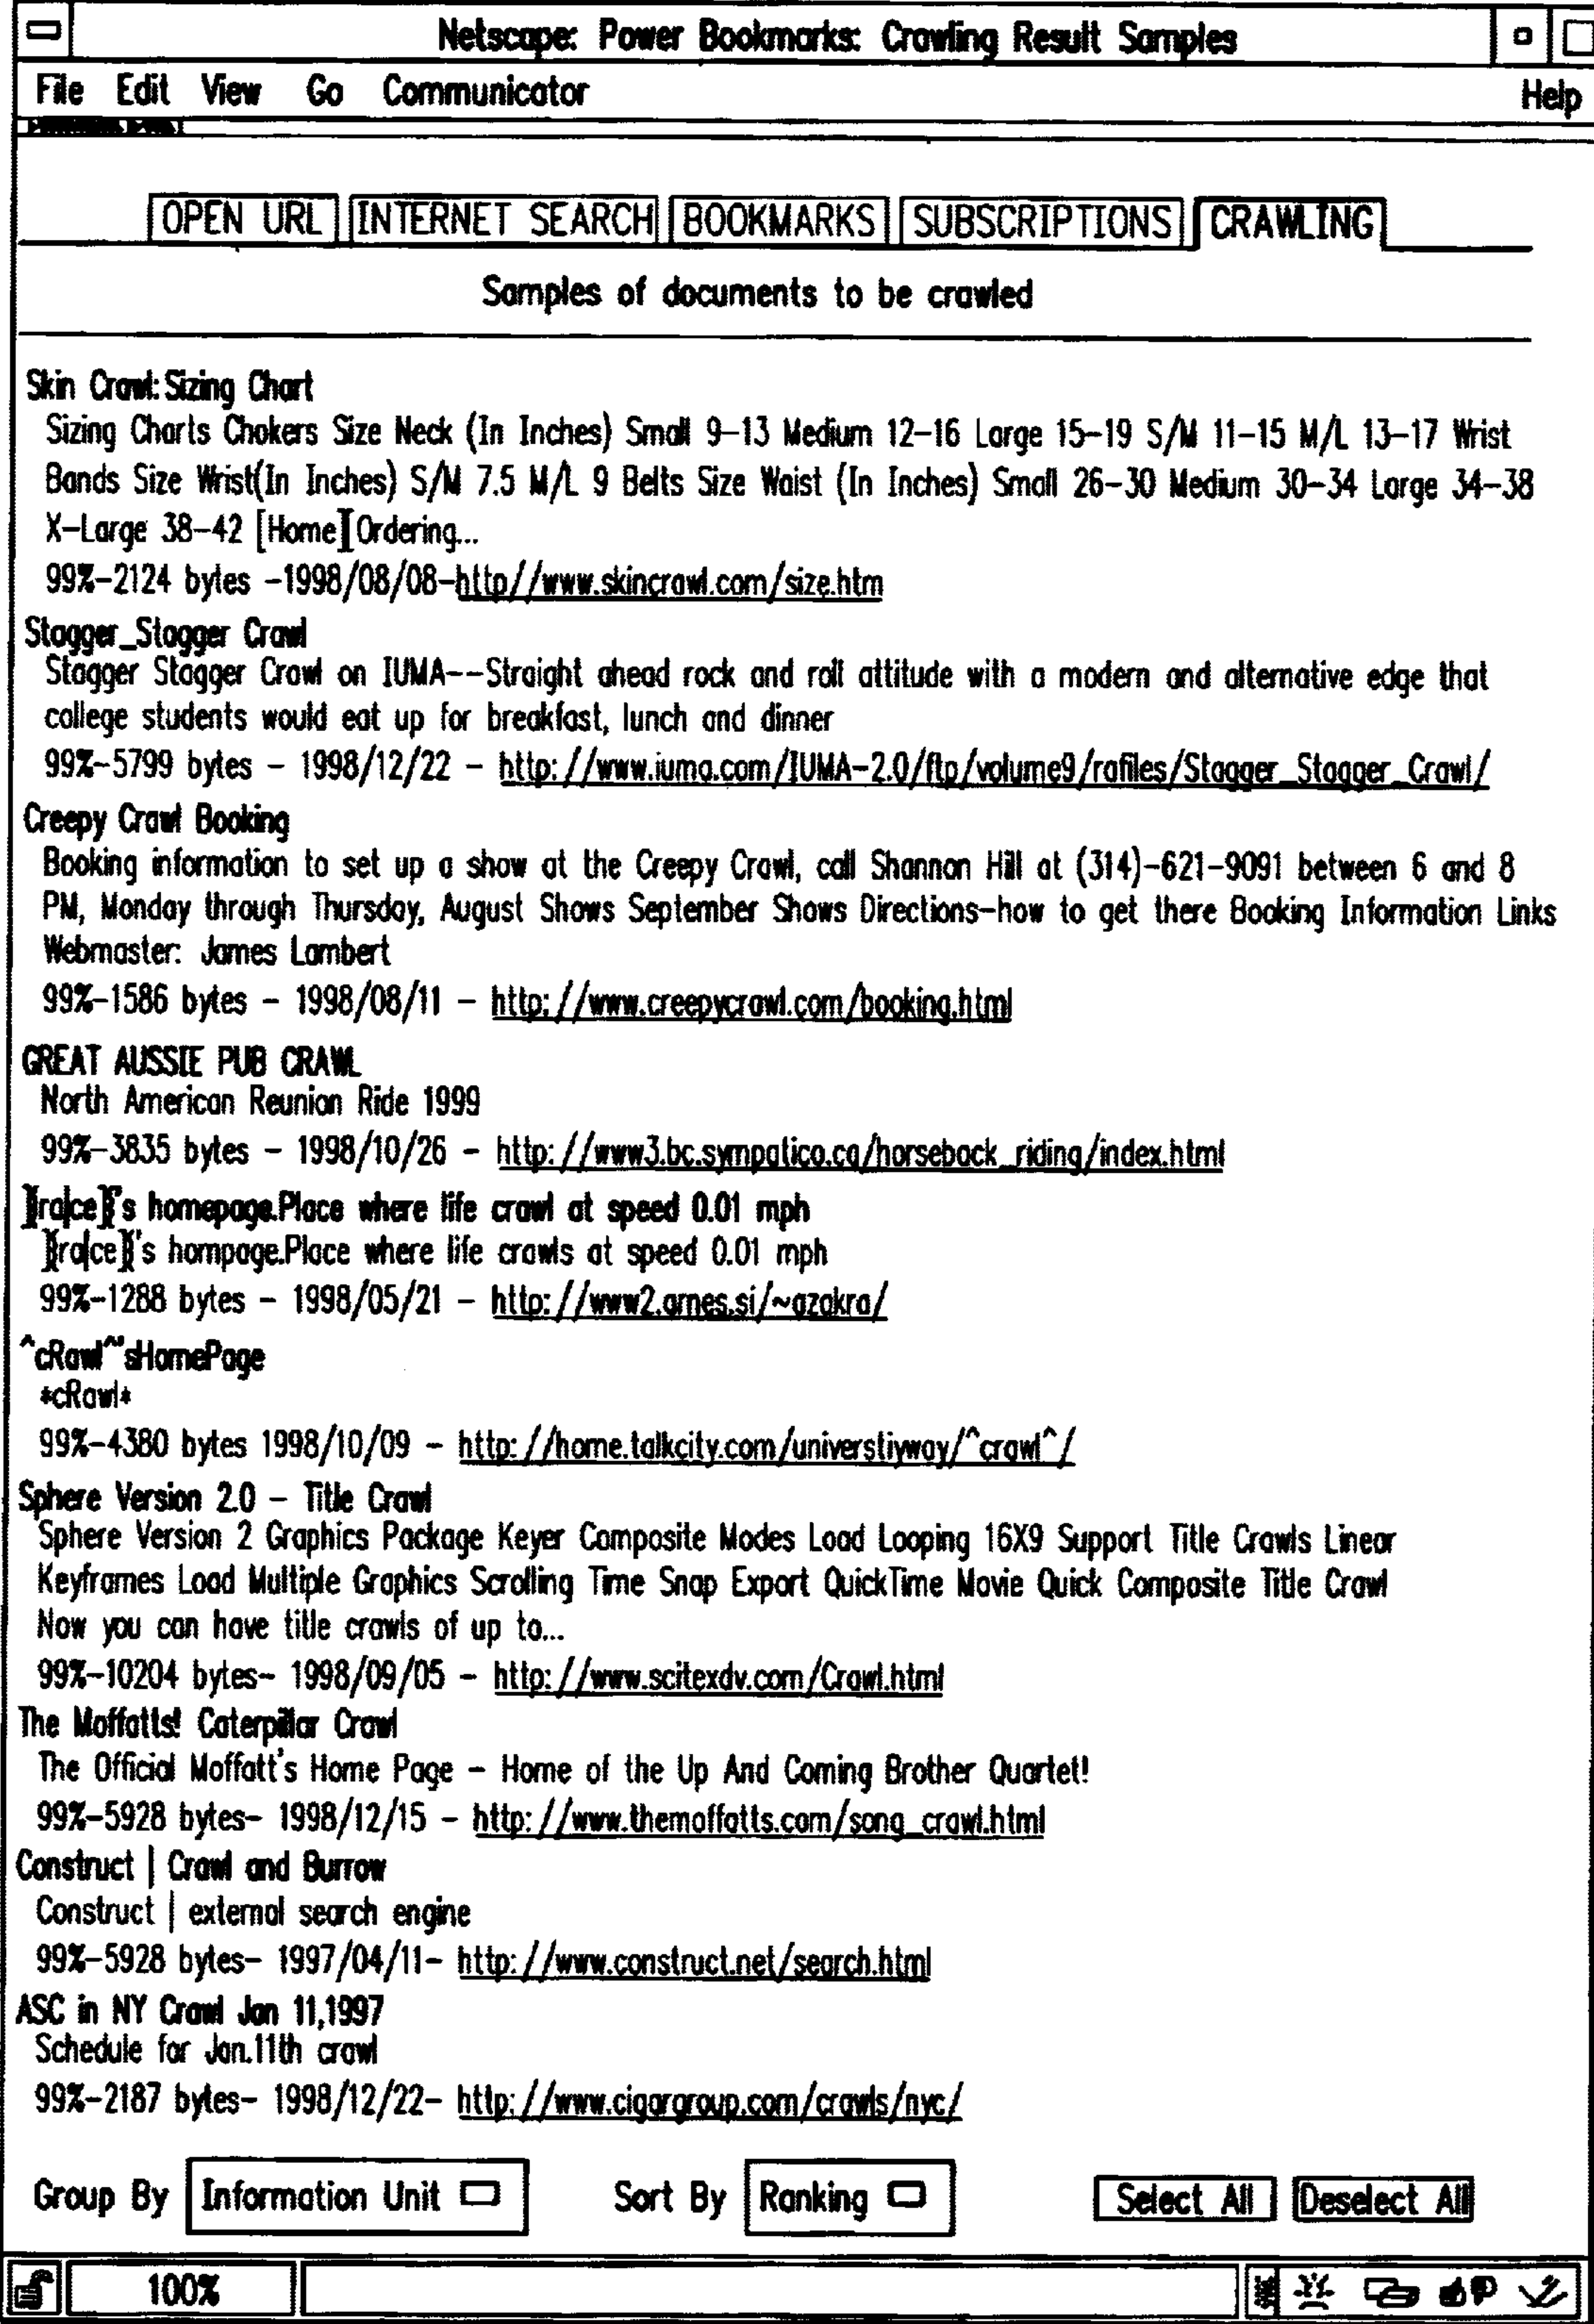 Netscape: Power Bookmarks: Crawling Result Samples
File Edit View Go Communicator Help
OPEN URL INTERNET SEARCH BOOKMARKS SUBSCRIPTIONS CRAWLING
Samples of documents to be crawled
Skin Crawl: Sizing Chart
Sizing Charts Chokers Size Neck (In Inches) Small 9-13 Medium 12-16 Large 15-19 S/M 11-15 M/L 13-17 Wrist
Bands Size Wrist(In Inches) S/M 7.5 M/L 9 Belts Size Waist (In Inches) Small 26-30 Medium 30-34 Large 34-38
X-Large 38-42 [Home][Ordering...
99%-2124 bytes -1998/08/08-http//www.skincrawl.com/size.htm
Stagger_Stagger Crawl
Stagger Stagger Crawl on IUMA--Straight ahead rock and roll attitude with a modern and alternative edge that
college students would eat up for breakfast, lunch and dinner
99%-5799 bytes - 1998/12/22 - http://www.iuma.com/IUMA-2.0/ftp/volume9/rafiles/Stagger_Stagger_Crawl/
Creepy Crawl Booking
Booking information to set up a show at the Creepy Crawl, call Shannon Hill at (314)-621-9091 between 6 and 8
PM, Monday through Thursday, August Shows September Shows Directions-how to get there Booking Information Links
Webmaster: James Lambert
99%-1586 bytes - 1998/08/11 - http://www.creepycrawl.com/booking.html
GREAT AUSSIE PUB CRAWL
North American Reunion Ride 1999
99%-3835 bytes - 1998/10/26 - http://www3.bc.sympatico.ca/horseback_riding/index.html
homepage.Place where life crawl at speed 0.01 mph
hompage.Place where life crawls at speed 0.01 mph
99%-1288 bytes - 1998/05/21 - http://www2.arnes.si/~azakra/
^cRawl^'sHomePage
*cRawl*
99%-4380 bytes 1998/10/09 - http://home.talkcity.com/universtiyway/^crawl^/
Sphere Version 2.0 - Title Crawl
Sphere Version 2 Graphics Package Keyer Composite Modes Load Looping 16X9 Support Title Crawls Linear
Keyframes Load Multiple Graphics Scrolling Time Snap Export QuickTime Movie Quick Composite Title Crawl
Now you can have title crawls of up to...
99%-10204 bytes- 1998/09/05 - http://www.scitexdv.com/Crawl.html
The Moffatts! Caterpillar Crawl
The Official Moffatt's Home Page - Home of the Up And Coming Brother Quartet!
99%-5928 bytes- 1998/12/15 - http://www.themoffatts.com/song_crawl.html
Construct | Crawl and Burrow
Construct | external search engine
99%-5928 bytes- 1997/04/11- http://www.construct.net/search.html
ASC in NY Crawl Jan 11,1997
Schedule for Jan.11th crawl
99%-2187 bytes- 1998/12/22- http://www.cigargroup.com/crawls/nyc/
Group By Information Unit Sort By Ranking Select All Deselect All
100%